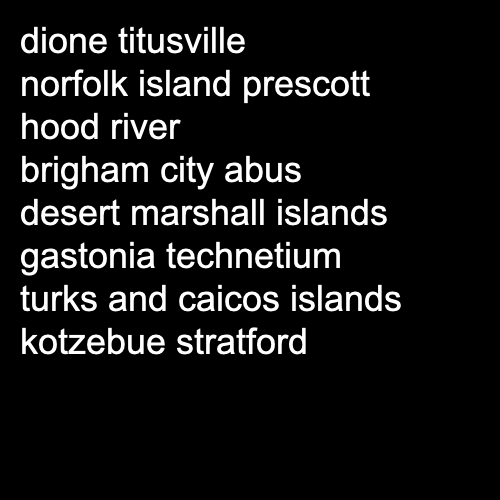 dione titusville
norfolk island prescott
hood river
brigham city abus
desert marshall islands
gastonia technetium
turks and caicos islands
kotzebue stratford